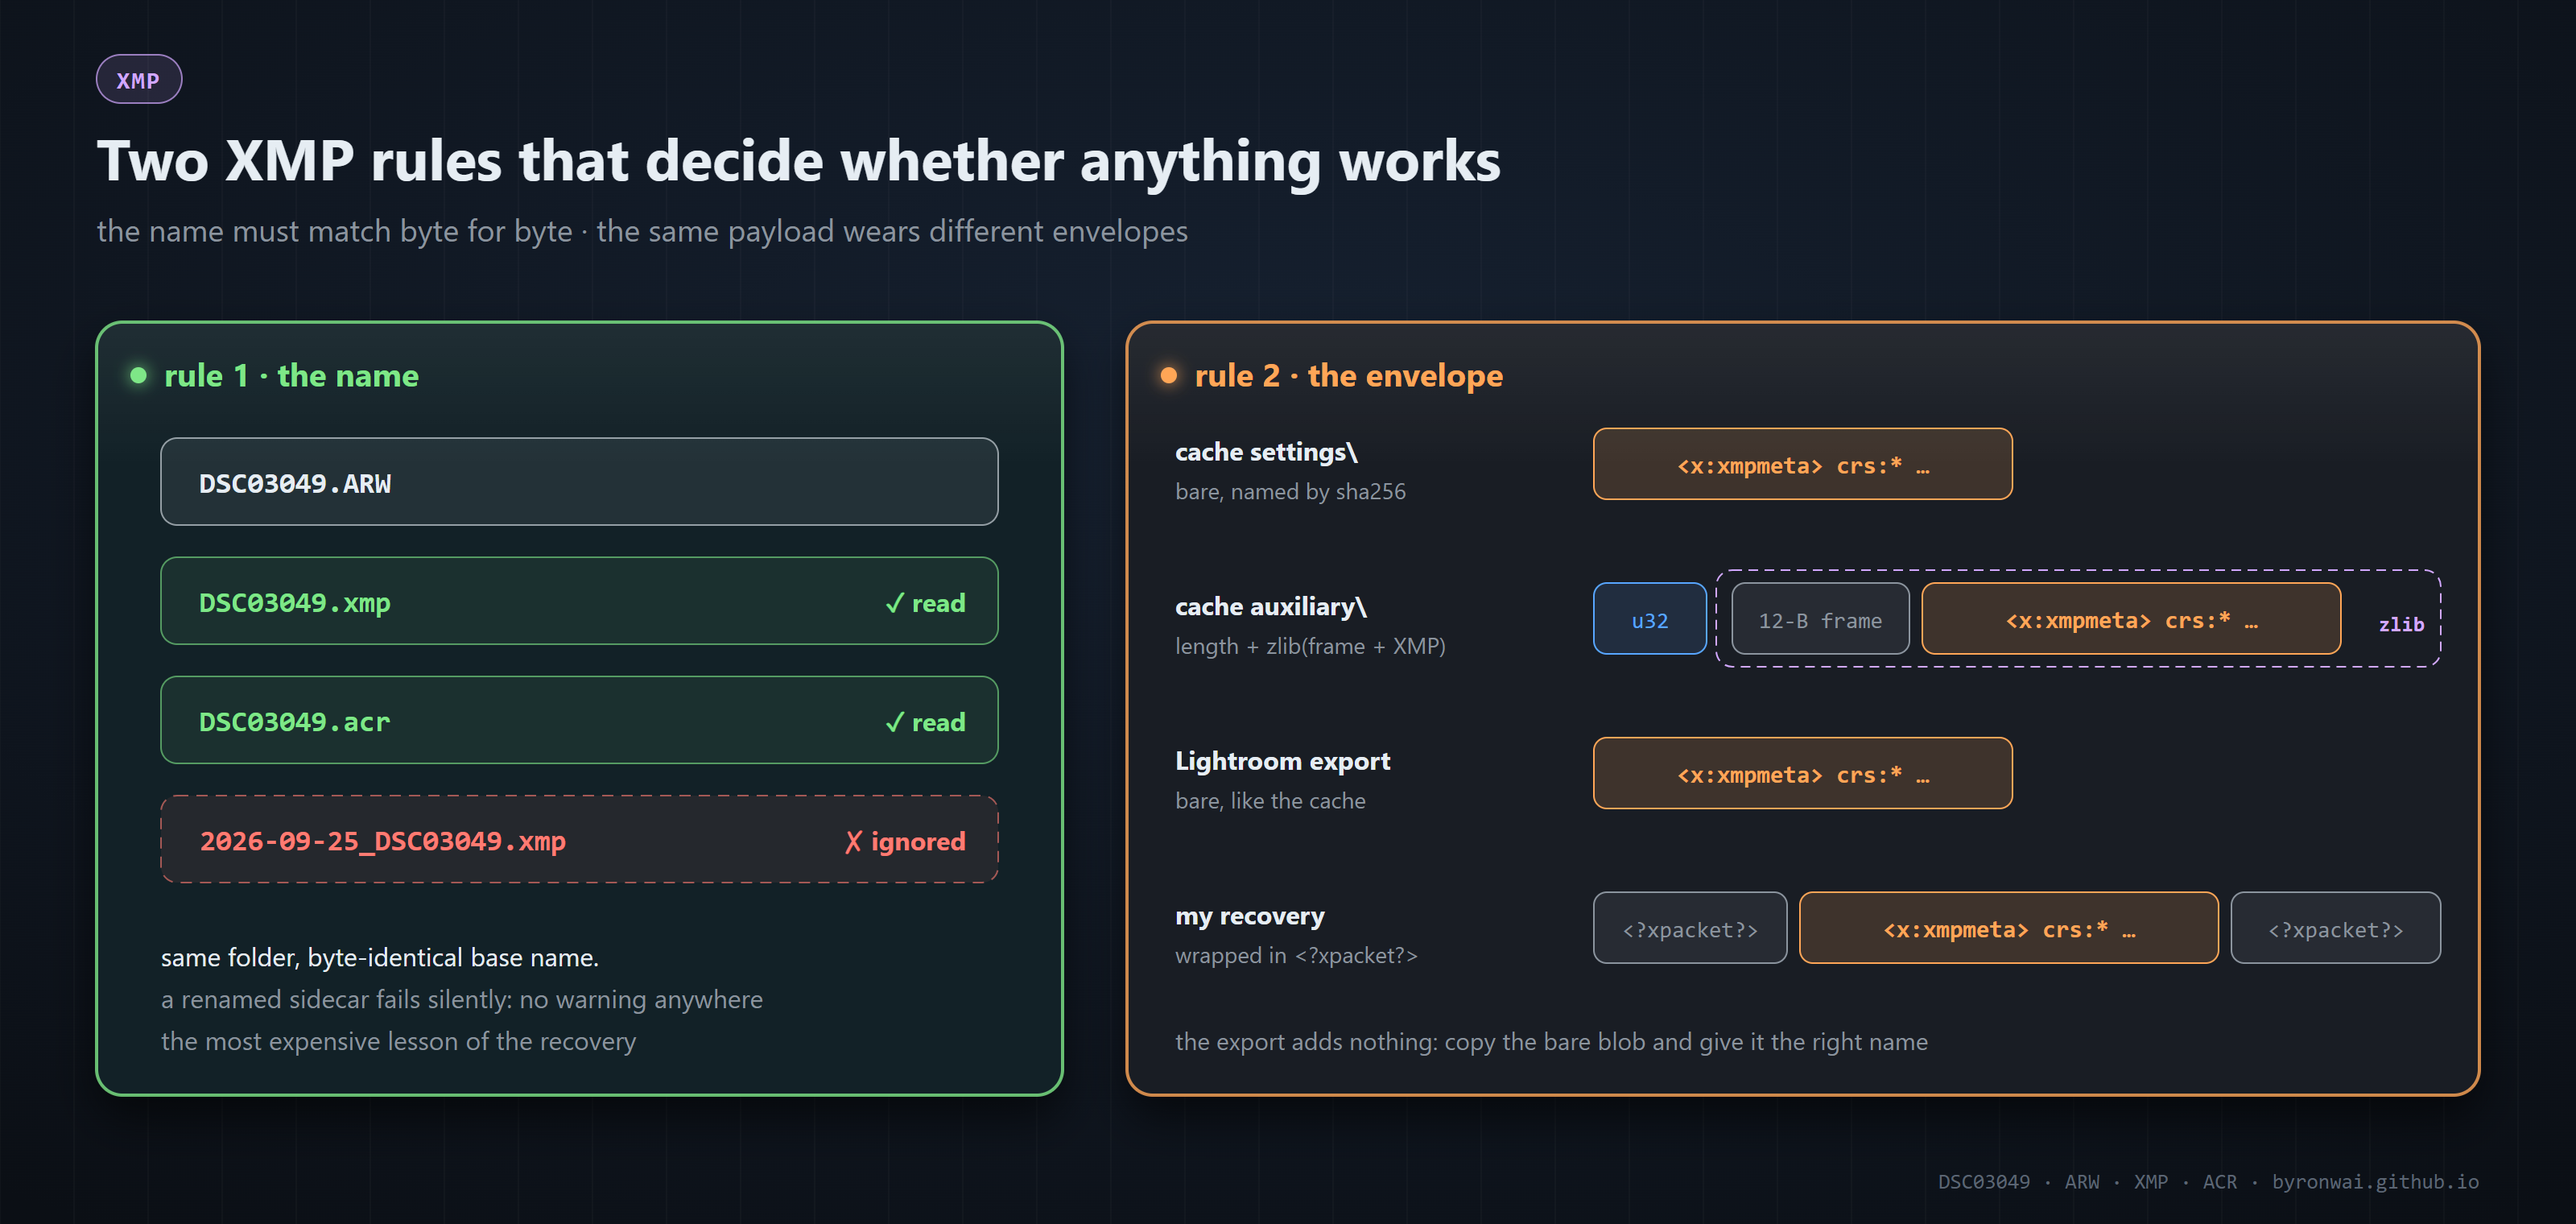 XMP
Two XMP rules that decide whether anything works
the name must match byte for byte · the same payload wears different envelopes
rule 1 · the name
DSC03049.ARW
DSC03049.xmp ✓ read
DSC03049.acr ✓ read
2026-09-25_DSC03049.xmp ✗ ignored
same folder, byte-identical base name.
a renamed sidecar fails silently: no warning anywhere
the most expensive lesson of the recovery
rule 2 · the envelope
cache settings\
bare, named by sha256
<x:xmpmeta> crs:* …
cache auxiliary\
length + zlib(frame + XMP)
u32 12-B frame <x:xmpmeta> crs:* … zlib
Lightroom export
bare, like the cache
<x:xmpmeta> crs:* …
my recovery
wrapped in <?xpacket?>
<?xpacket?> <x:xmpmeta> crs:* … <?xpacket?>
the export adds nothing: copy the bare blob and give it the right name
DSC03049 · ARW · XMP · ACR · byronwai.github.io